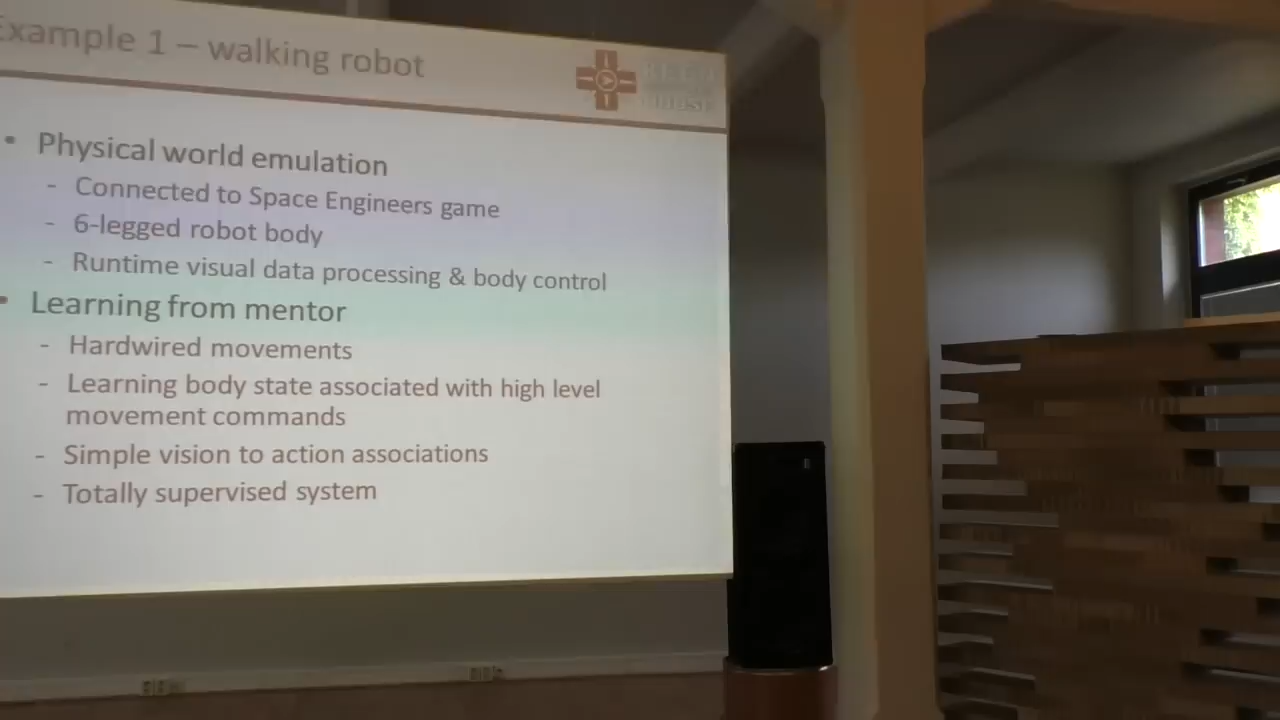 Example 1 – walking robot
• Physical world emulation
- Connected to Space Engineers game
- 6-legged robot body
- Runtime visual data processing & body control
• Learning from mentor
- Hardwired movements
- Learning body state associated with high level
movement commands
- Simple vision to action associations
- Totally supervised system